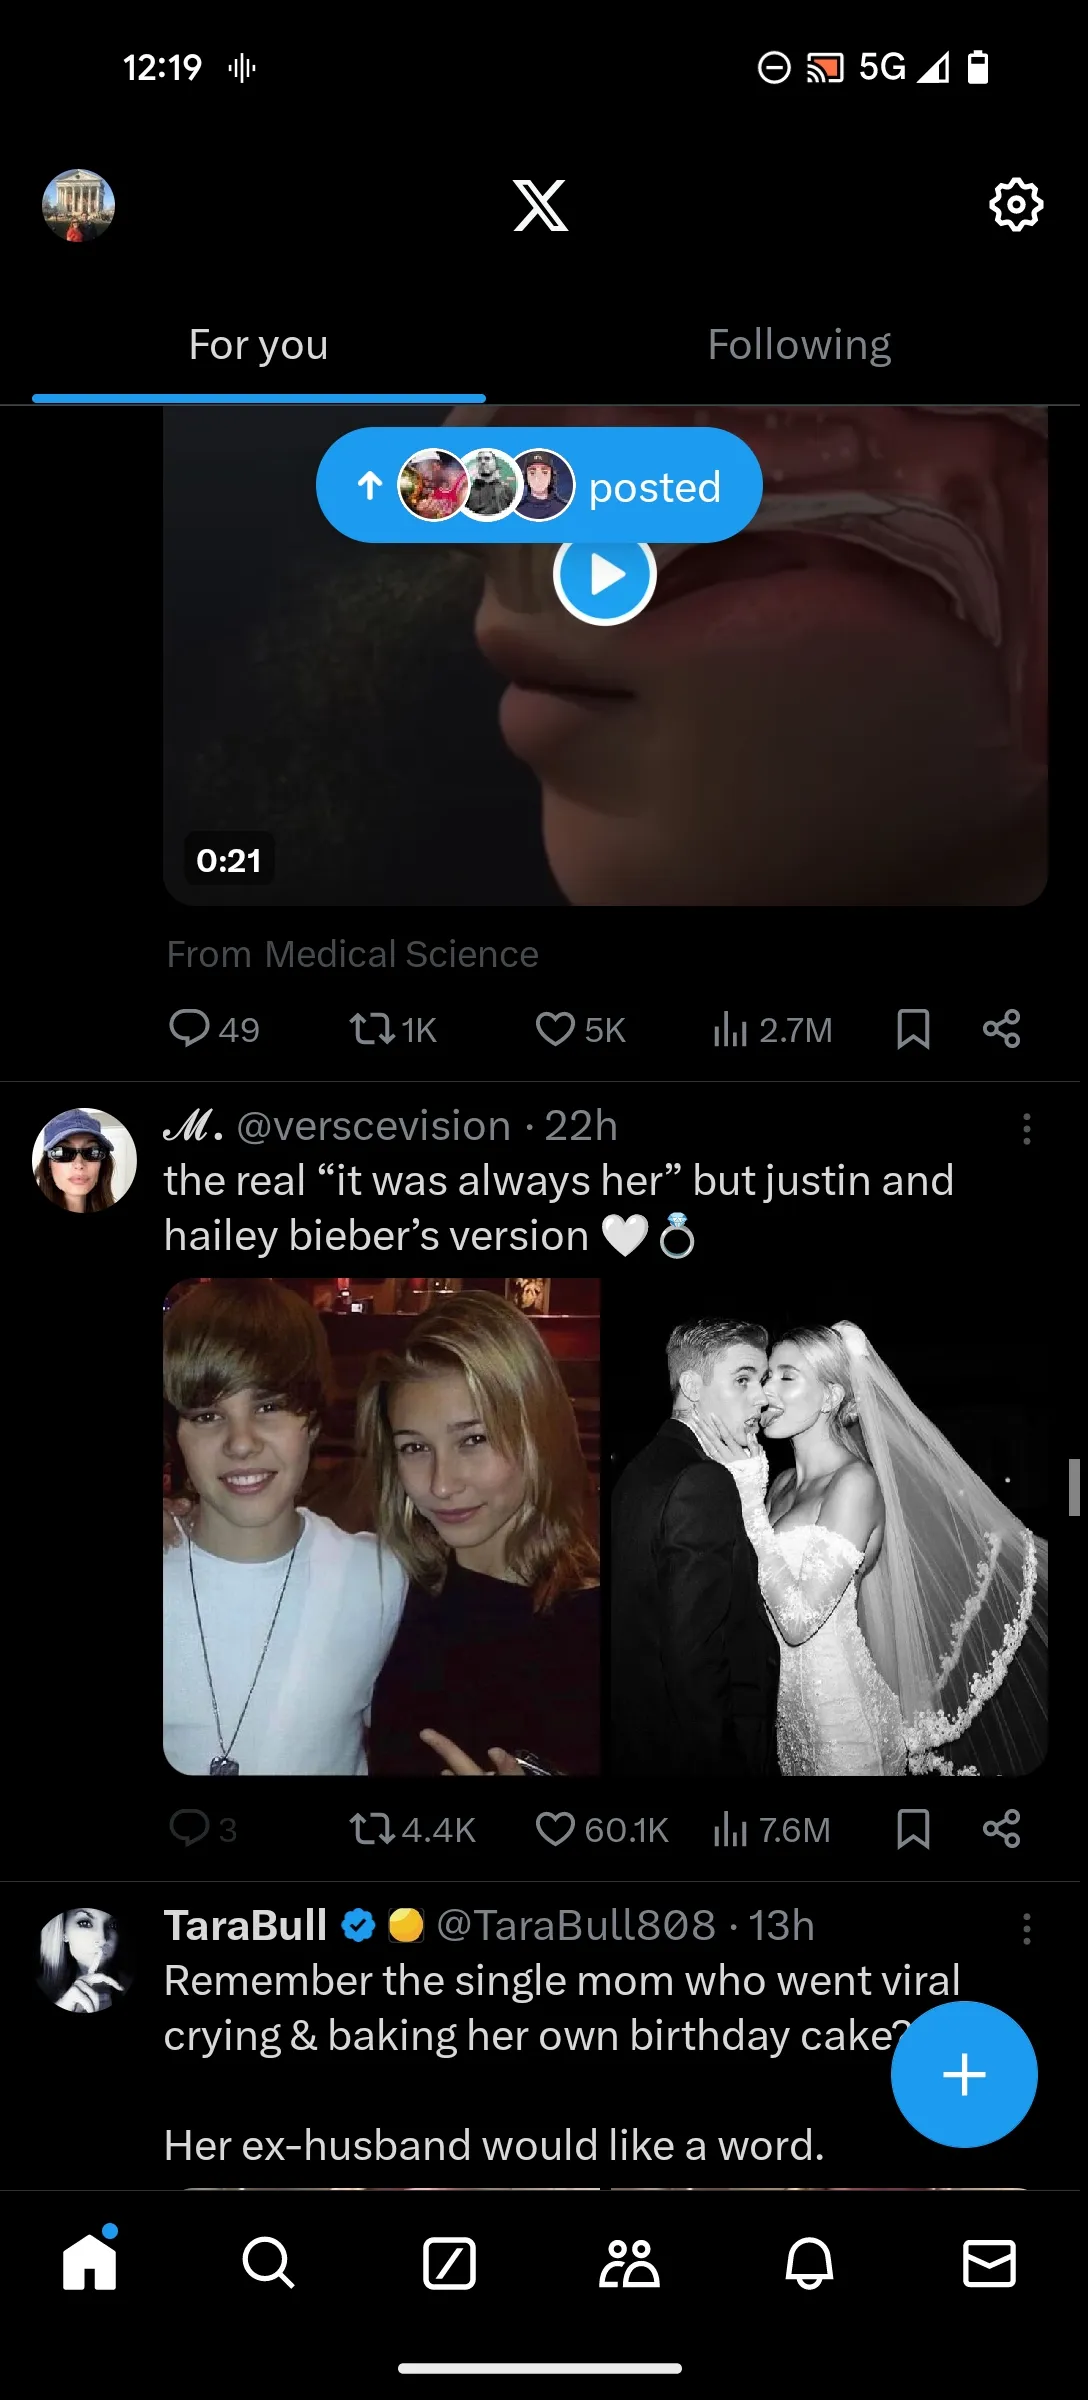 12:19
5G
For you
Following
posted
0:21
From Medical Science
49
1K
5K
2.7M
ℳ. @verscevision · 22h
the real “it was always her” but justin and
hailey bieber’s version 🤍💍
3
4.4K
60.1K
7.6M
TaraBull @TaraBull808 · 13h
Remember the single mom who went viral
crying & baking her own birthday cake?
Her ex-husband would like a word.